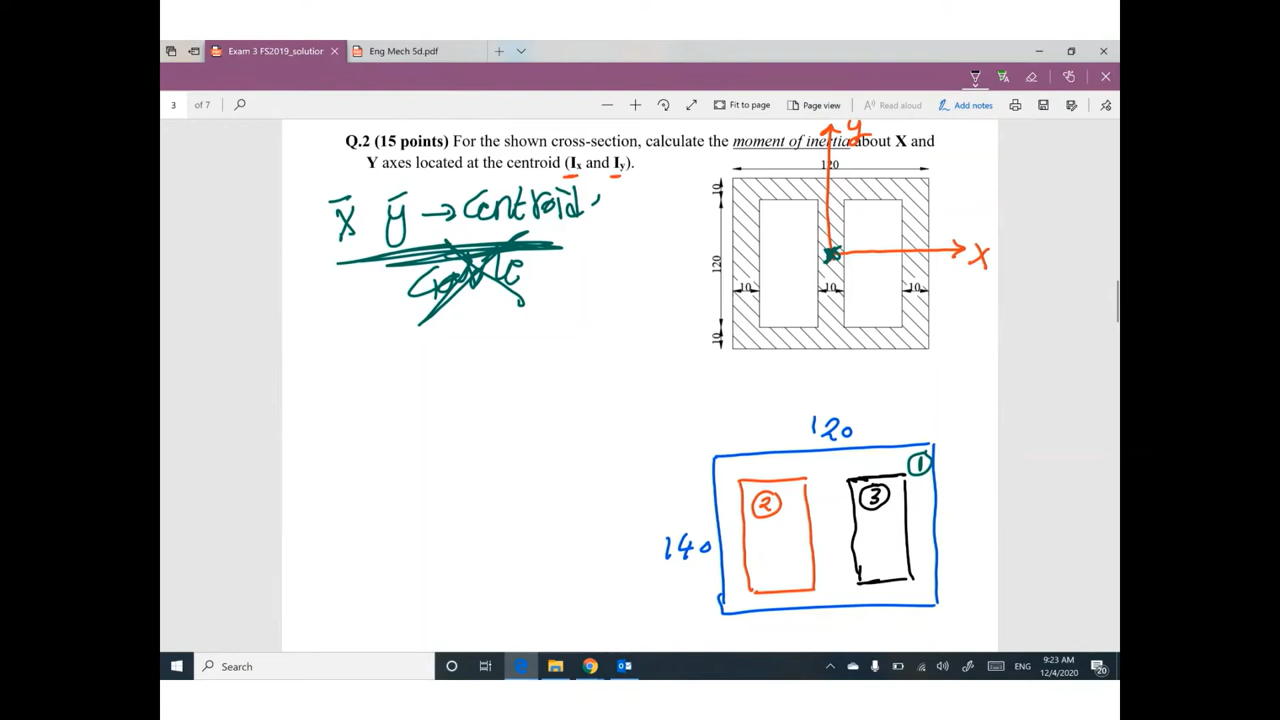 Exam 3 FS2019_solution
Eng Mech 5d.pdf
3 of 7
Fit to page
Page view
Read aloud
Add notes
Q.2 (15 points) For the shown cross-section, calculate the moment of inertia about X and
Y axes located at the centroid (Ix and Iy).
y
120
10
120
10
10
10
10
X
x̄ ȳ → Centroid
120
1
2
3
140
Search
ENG
9:23 AM
12/4/2020
20